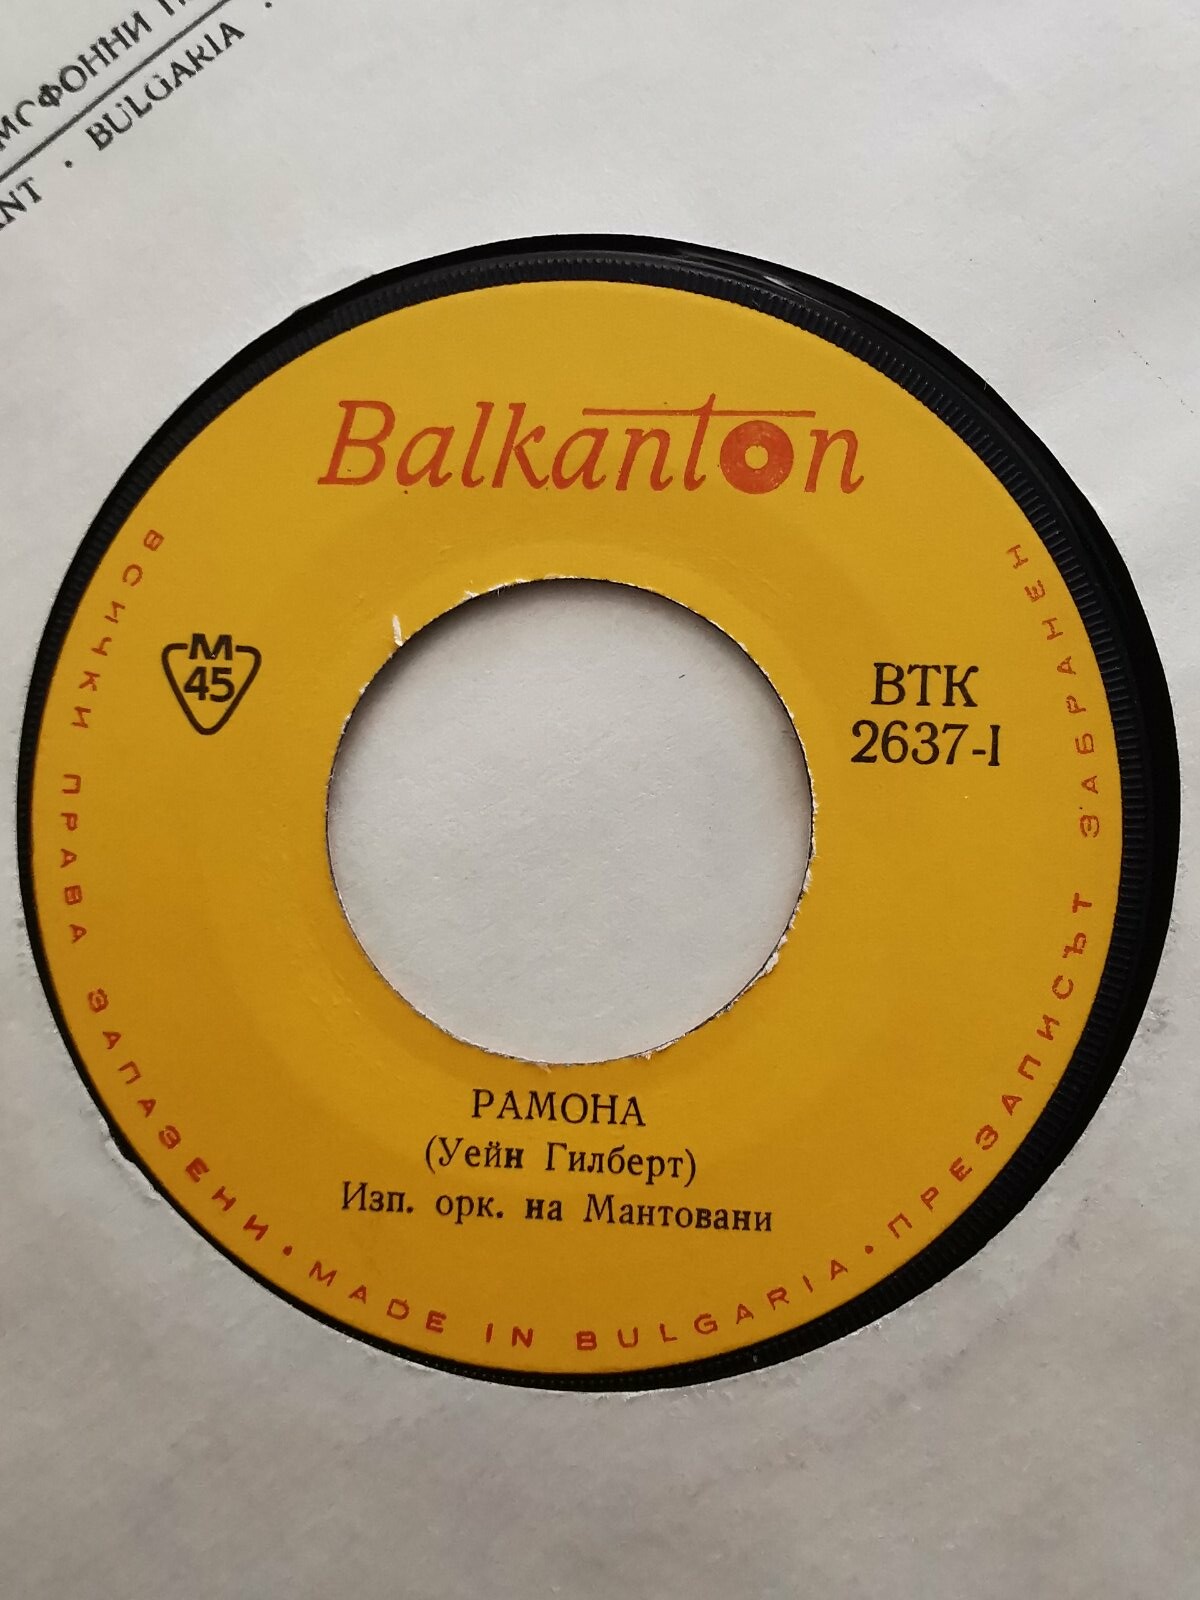 BULGARIA
Balkanton
M
45
ВТК
2637-I
РАМОНА
(Уейн Гилберт)
Изп. орк. на Мантовани
ВСИЧКИ ПРАВА ЗАПАЗЕНИ • MADE IN BULGARIA • ПРЕЗАПИСЪТ ЗАБРАНЕН